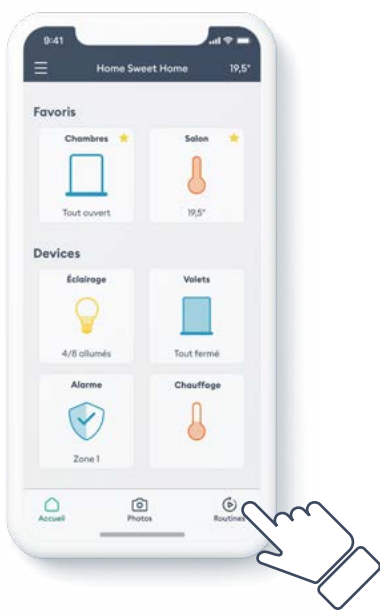 9:41
Home Sweet Home 19,5°
Favoris
Chambres Salon
Tout ouvert 19,5°
Devices
Éclairage Volets
4/8 allumés Tout fermé
Alarme Chauffage
Zone 1
Accueil Photos Routines